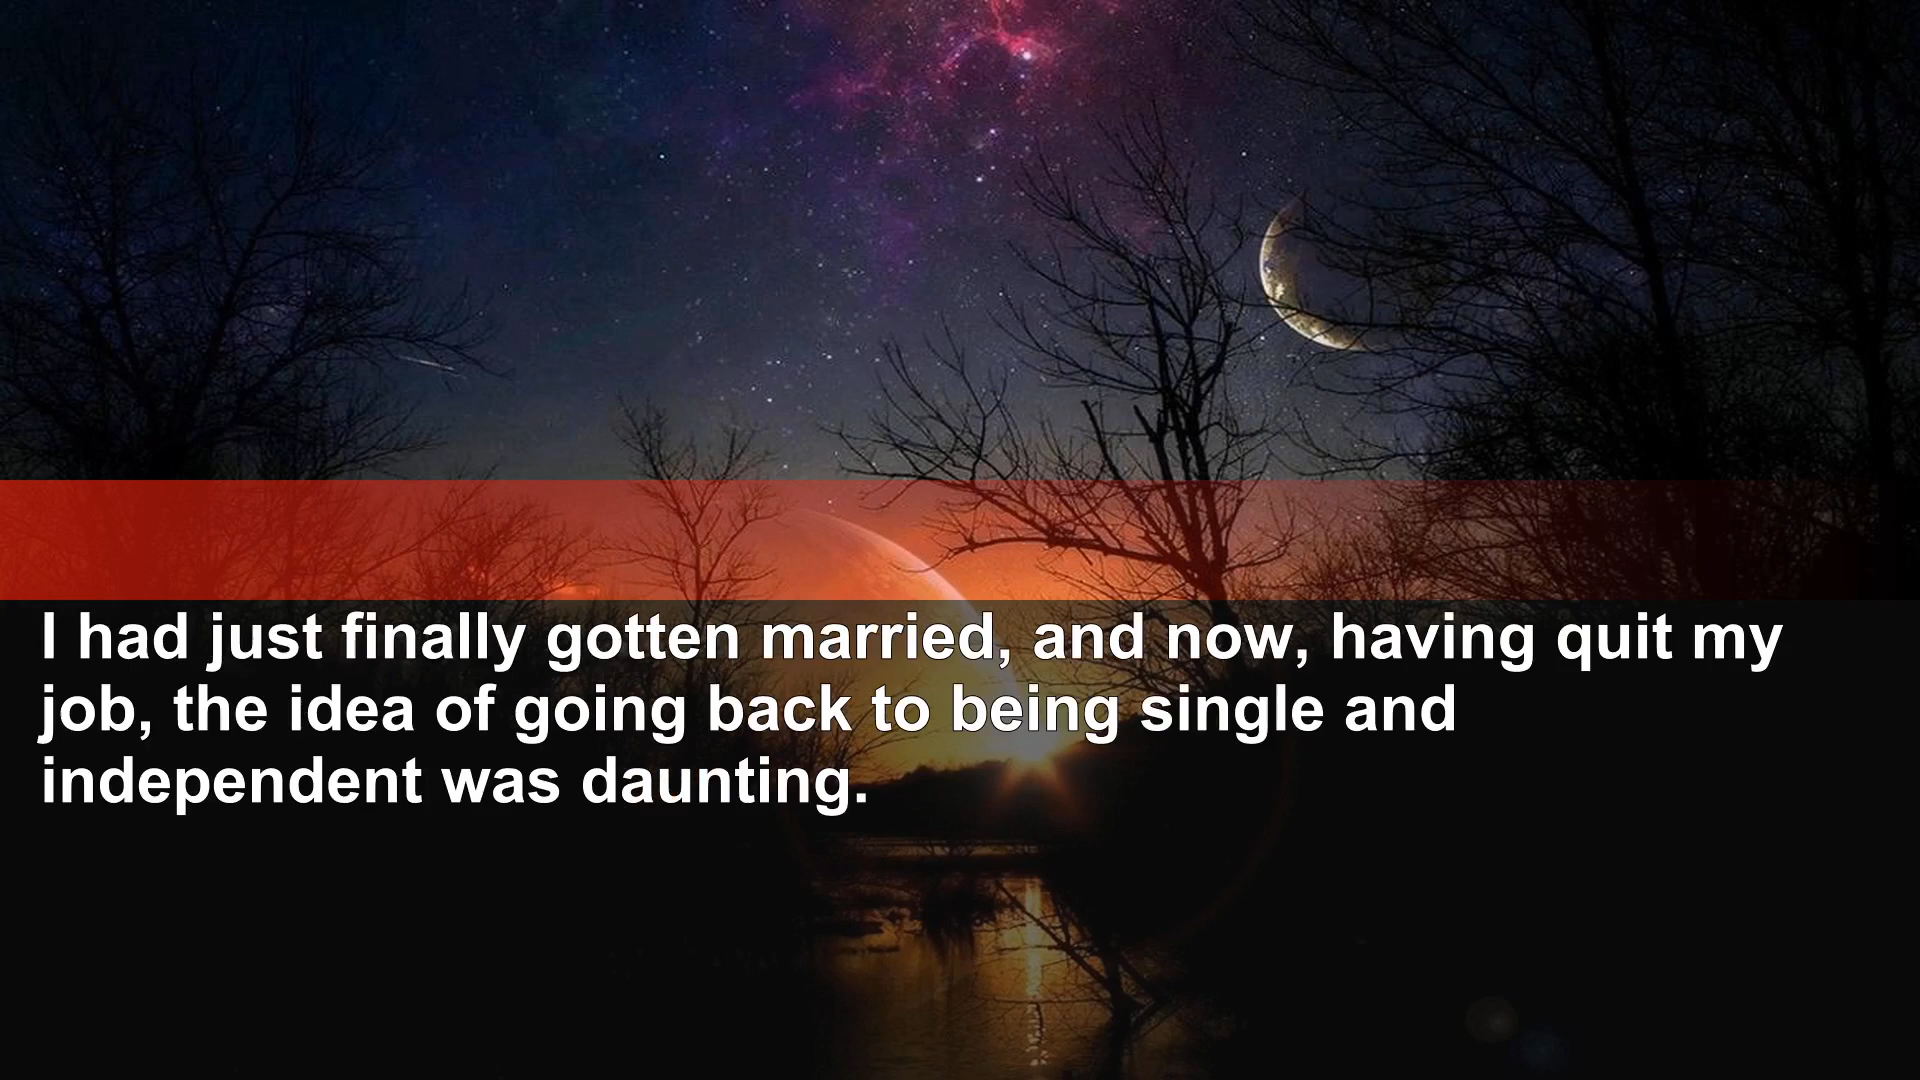 I had just finally gotten married, and now, having quit my
job, the idea of going back to being single and
independent was daunting.